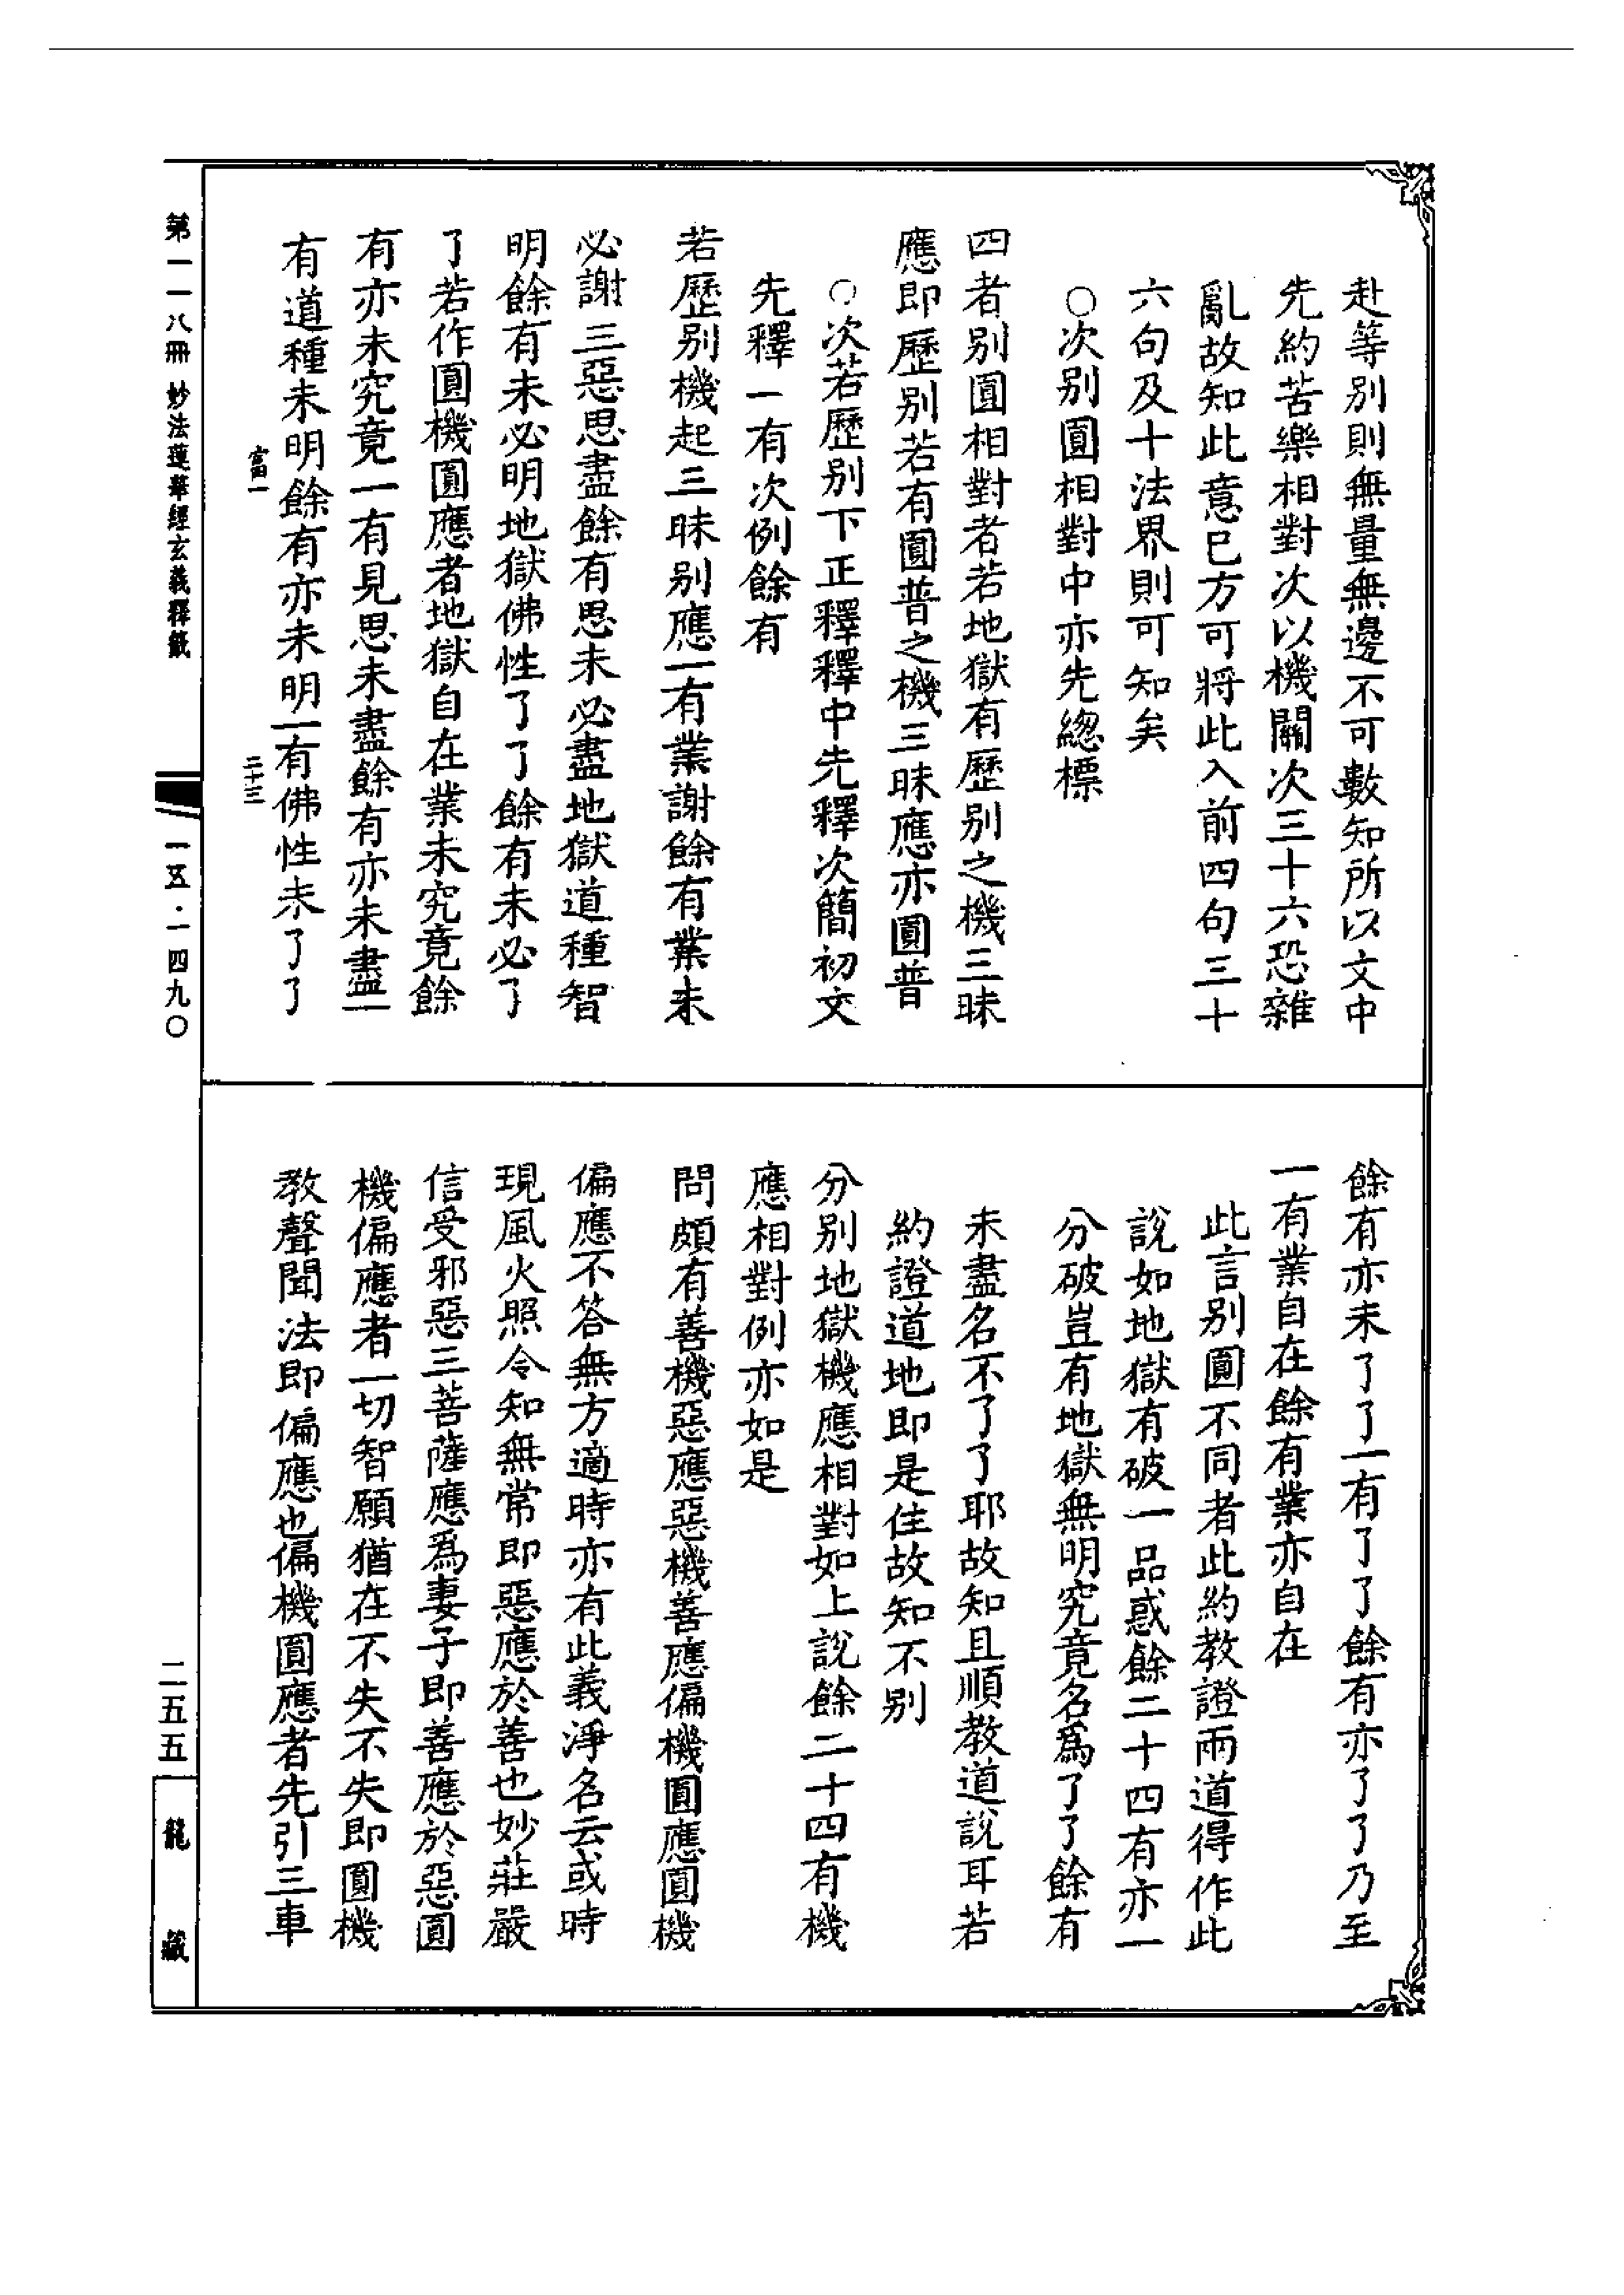 赴等別則無量無邊不可數知所以文中
先約苦樂相對次以機關次三十六恐雜
亂故知此意已方可將此入前四句三十
六句及十法界則可知矣
○次別圓相對中亦先總標
四者別圓相對者若地獄有歷別之機三昧
應即歷別若有圓普之機三昧應亦圓普
○次若歷別下正釋釋中先釋次簡初文
先釋一有次例餘有
若歷別機起三昧別應一有業謝餘有業未
必謝三惡思盡餘有思未必盡地獄道種智
明餘有未必明地獄佛性了了餘有未必了
了若作圓機圓應者地獄自在業未究竟餘
有亦未究竟一有見思未盡餘有亦未盡一
有道種未明餘有亦未明一有佛性未了了
富一
二十三
餘有亦未了了一有了了餘有亦了了乃至
一有業自在餘有業亦自在
此言別圓不同者此約教證兩道得作此
說如地獄有破一品惑餘二十四有亦一
分破豈有地獄無明究竟名爲了了餘有
未盡名不了了耶故知且順教道說耳若
約證道地即是住故知不別
分別地獄機應相對如上說餘二十四有機
應相對例亦如是
問頗有善機惡應惡機善應偏機圓應圓機
偏應不答無方適時亦有此義淨名云或時
現風火照令知無常即惡應於善也妙莊嚴
信受邪惡三菩薩應爲妻子即善應於惡圓
機偏應者一切智願猶在不失不失即圓機
教聲聞法即偏應也偏機圓應者先引三車
第一一八冊 妙法蓮華經玄義釋籤
一五·一四九○
二五五
龍藏